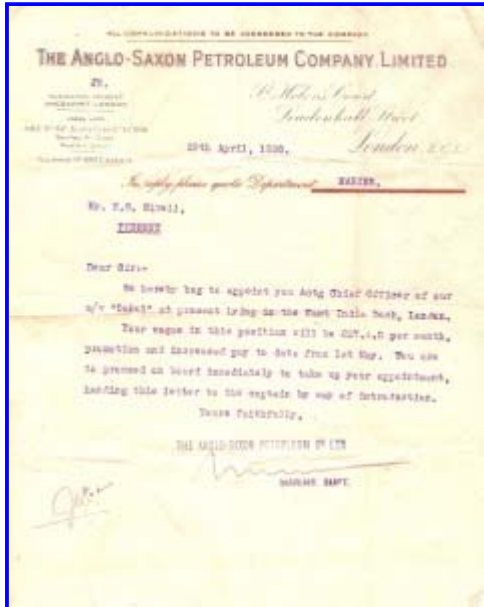 ALL COMMUNICATIONS TO BE ADDRESSED TO THE COMPANY
THE ANGLO-SAXON PETROLEUM COMPANY LIMITED
St Helens Court
Leadenhall Street
London, E.C.3
April,
In reply please quote Department MARINE.
Mr.
Dear Sir:-
We hereby beg to appoint you Actg Chief Officer of our
at present lying in the West India Dock, London.
Your wages in this position will be per month,
promotion and increased pay to date from 1st May. You are
to proceed on board immediately to take up your appointment,
handing this letter to the captain by way of introduction.
Yours faithfully,
THE ANGLO-SAXON PETROLEUM CO LTD
MARINE SUPT.